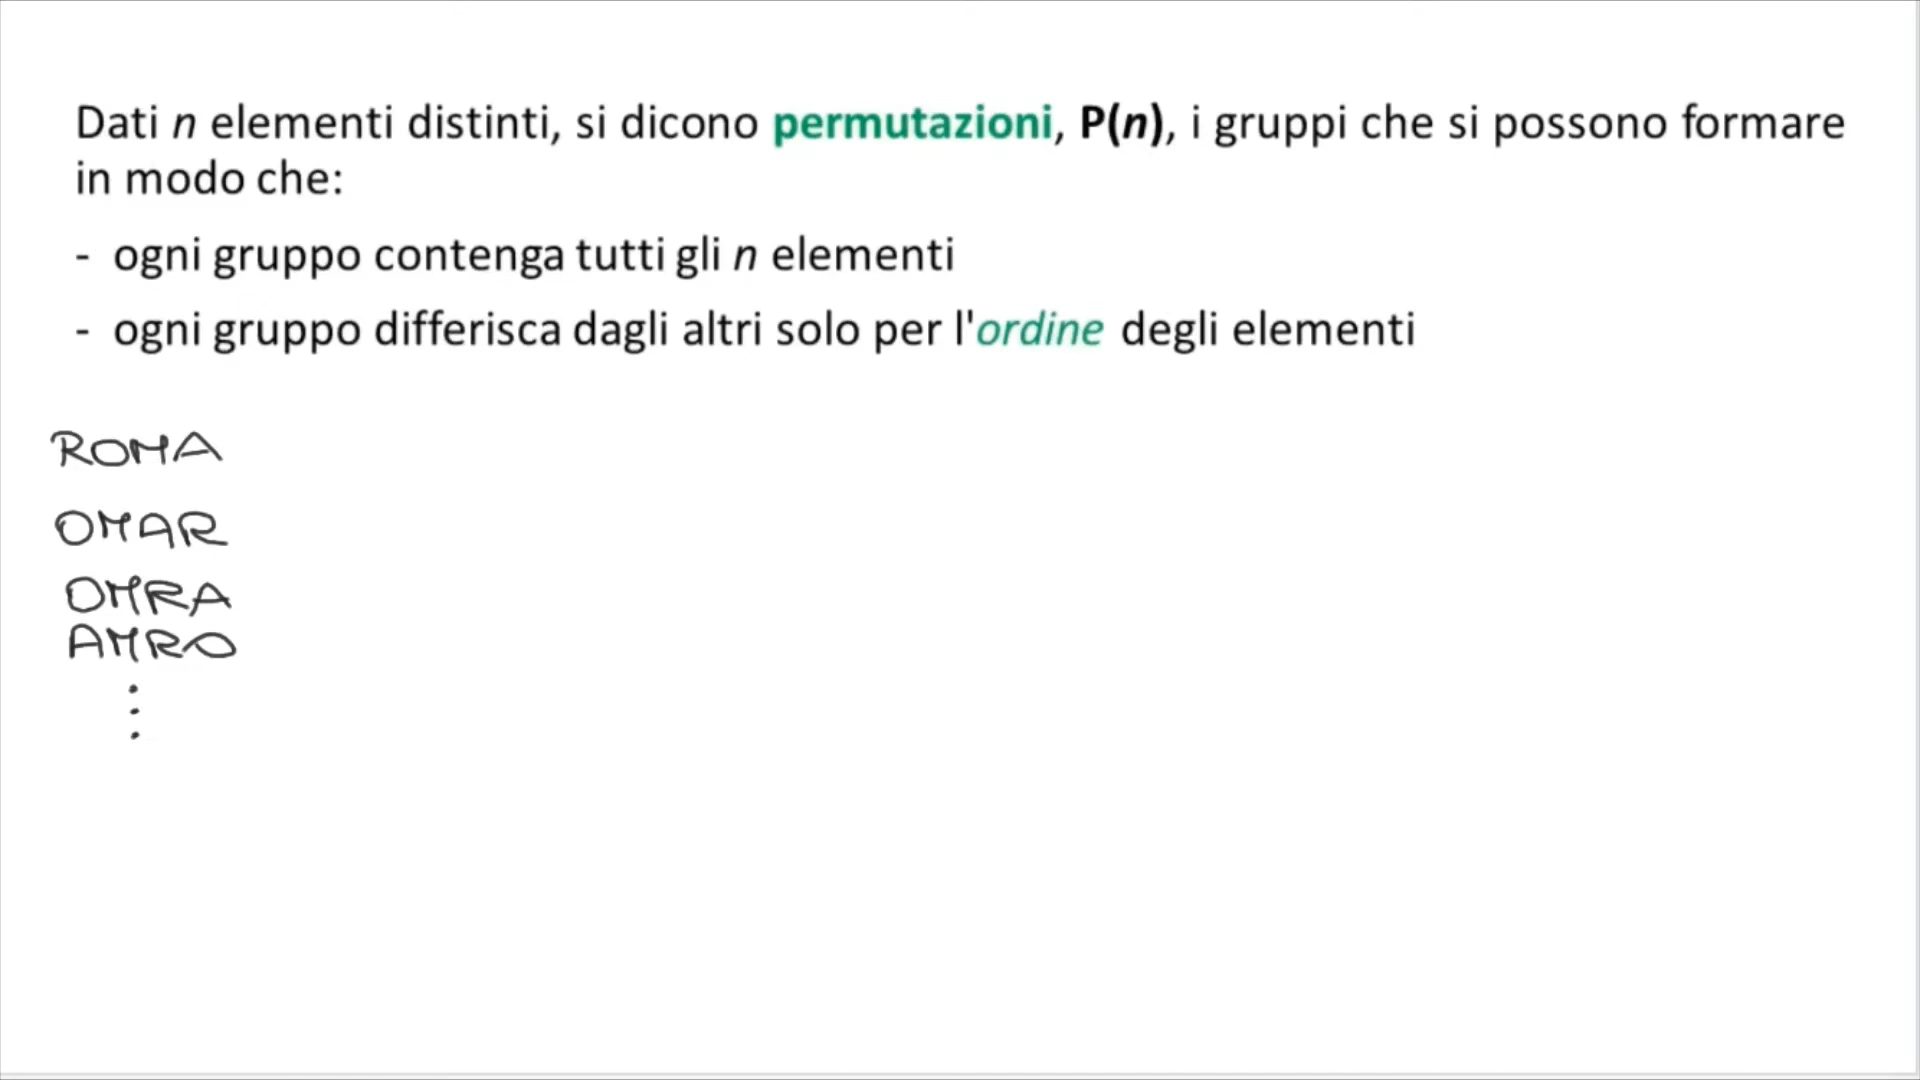 Dati n elementi distinti, si dicono permutazioni, P(n), i gruppi che si possono formare
in modo che:
- ogni gruppo contenga tutti gli n elementi
- ogni gruppo differisca dagli altri solo per l'ordine degli elementi
ROMA
OMAR
OMRA
AMRO
⋮